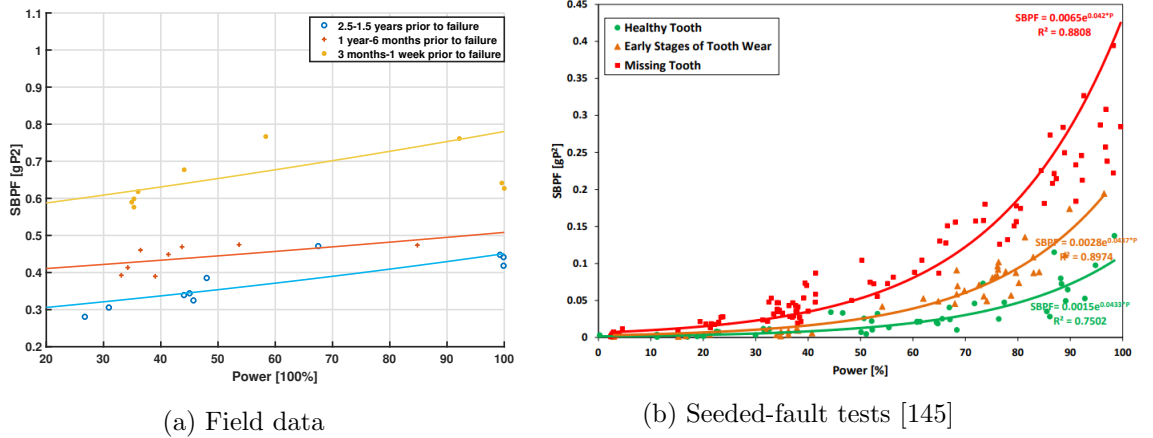 1.1
1
0.9
0.8
0.7
0.6
0.5
0.4
0.3
0.2
SBPF [gP2]
2.5-1.5 years prior to failure
1 year-6 months prior to failure
3 months-1 week prior to failure
20 30 40 50 60 70 80 90 100
Power [100%]
(a) Field data
0.45
0.4
0.35
0.3
0.25
0.2
0.15
0.1
0.05
0
SBPF [gP²]
Healthy Tooth
Early Stages of Tooth Wear
Missing Tooth
SBPF = 0.0065e^0.042*P
R² = 0.8808
SBPF= 0.0028e^0.0437*P
R² = 0.8974
SBPF= 0.0015e^0.0433*P
R² = 0.7502
0 10 20 30 40 50 60 70 80 90 100
Power [%]
(b) Seeded-fault tests [145]